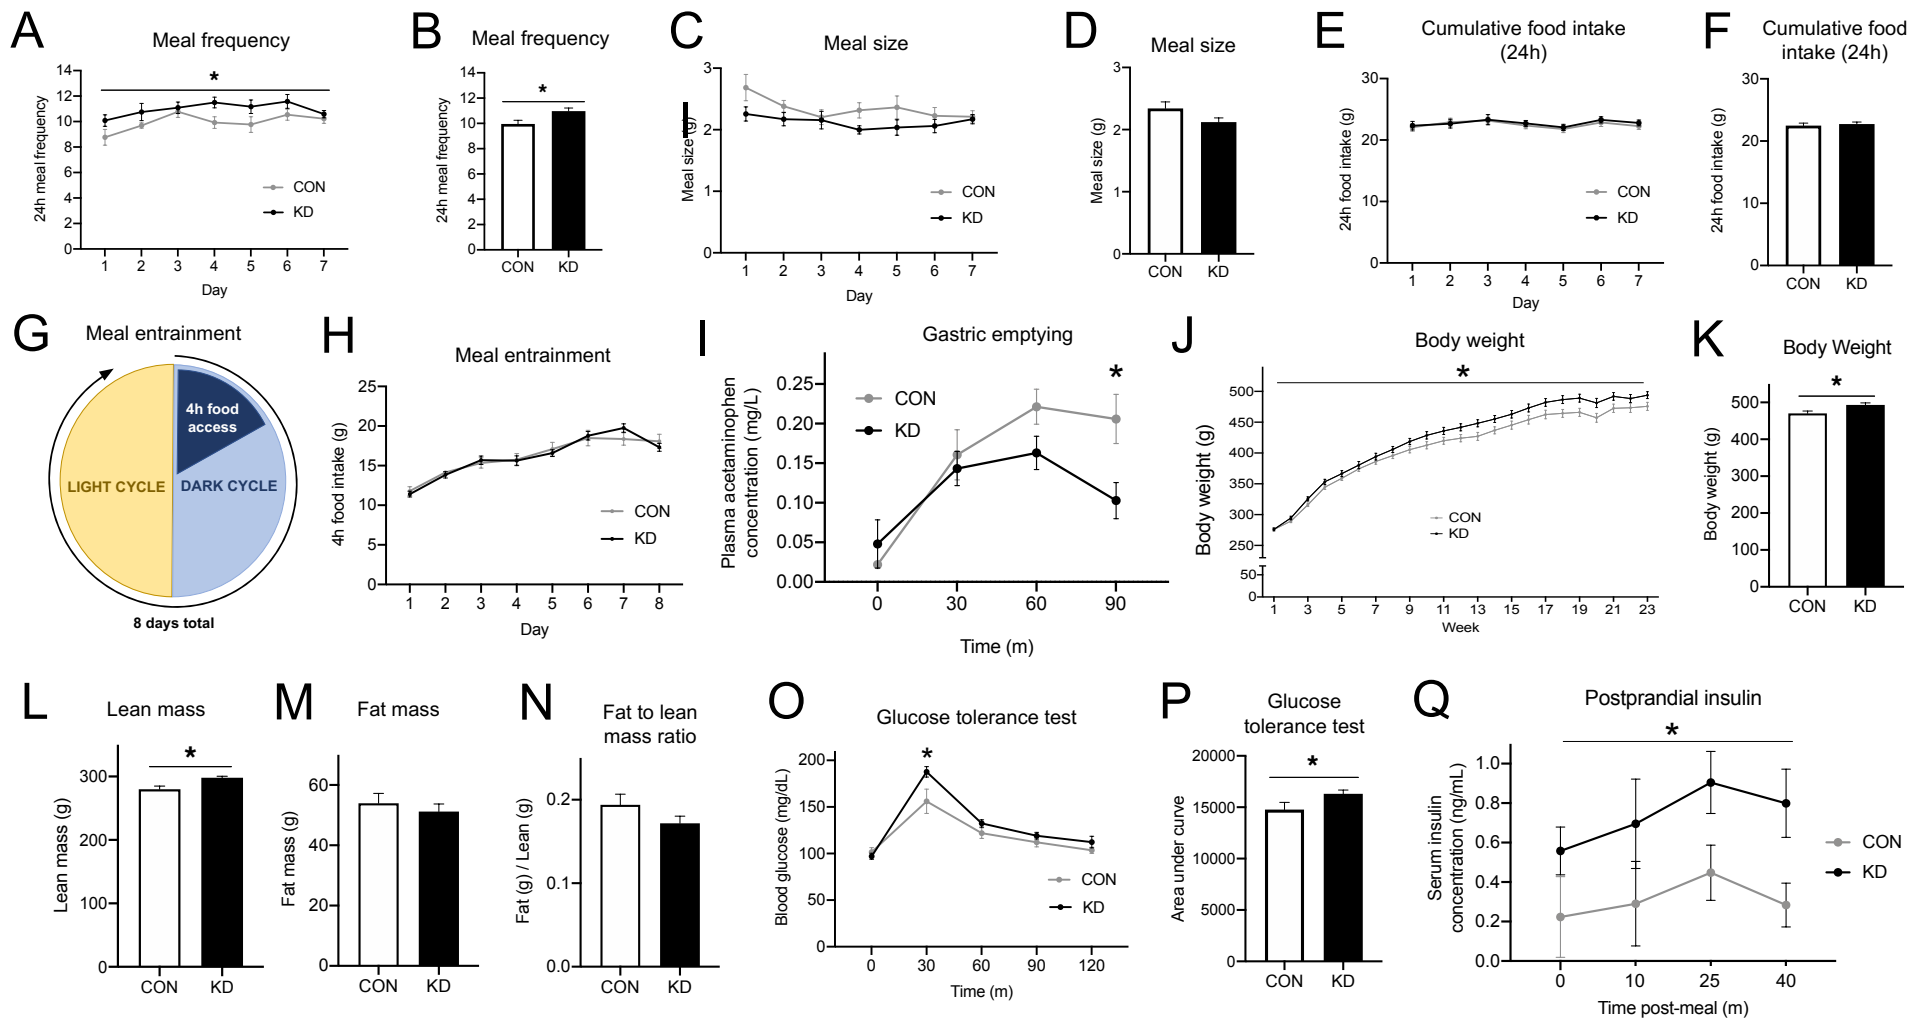 A
Meal frequency
14
12
10
8
6
4
2
0
24h meal frequency
*
CON
KD
1 2 3 4 5 6 7
Day
B
Meal frequency
14
12
10
8
6
4
2
0
24h meal frequency
*
CON KD
C
Meal size
3
2
1
0
Meal size (g)
CON
KD
1 2 3 4 5 6 7
Day
D
Meal size
3
2
1
0
Meal size (g)
CON KD
E
Cumulative food intake
(24h)
30
20
10
0
24h food intake (g)
CON
KD
1 2 3 4 5 6 7
Day
F
Cumulative food
intake (24h)
30
20
10
0
24h food intake (g)
CON KD
G
Meal entrainment
4h food
access
LIGHT CYCLE
DARK CYCLE
8 days total
H
Meal entrainment
25
20
15
10
5
0
4h food intake (g)
CON
KD
1 2 3 4 5 6 7 8
Day
I
Gastric emptying
0.25
0.20
0.15
0.10
0.05
0.00
Plasma acetaminophen
concentration (mg/L)
CON
KD
*
0 30 60 90
Time (m)
J
Body weight
*
500
450
400
350
300
250
50
0
Body weight (g)
CON
KD
1 3 5 7 9 11 13 15 17 19 21 23
Week
K
Body Weight
*
500
400
300
200
100
0
Body weight (g)
CON KD
L
Lean mass
*
300
200
100
0
Lean mass (g)
CON KD
M
Fat mass
60
40
20
0
Fat mass (g)
CON KD
N
Fat to lean
mass ratio
0.2
0.1
0.0
Fat (g) / Lean (g)
CON KD
O
Glucose tolerance test
*
200
150
100
50
0
Blood glucose (mg/dL)
CON
KD
0 30 60 90 120
Time (m)
P
Glucose
tolerance test
*
20000
15000
10000
5000
0
Area under curve
CON KD
Q
Postprandial insulin
*
1.0
0.8
0.6
0.4
0.2
0.0
Serum insulin
concentration (ng/mL)
CON
KD
0 10 25 40
Time post-meal (m)